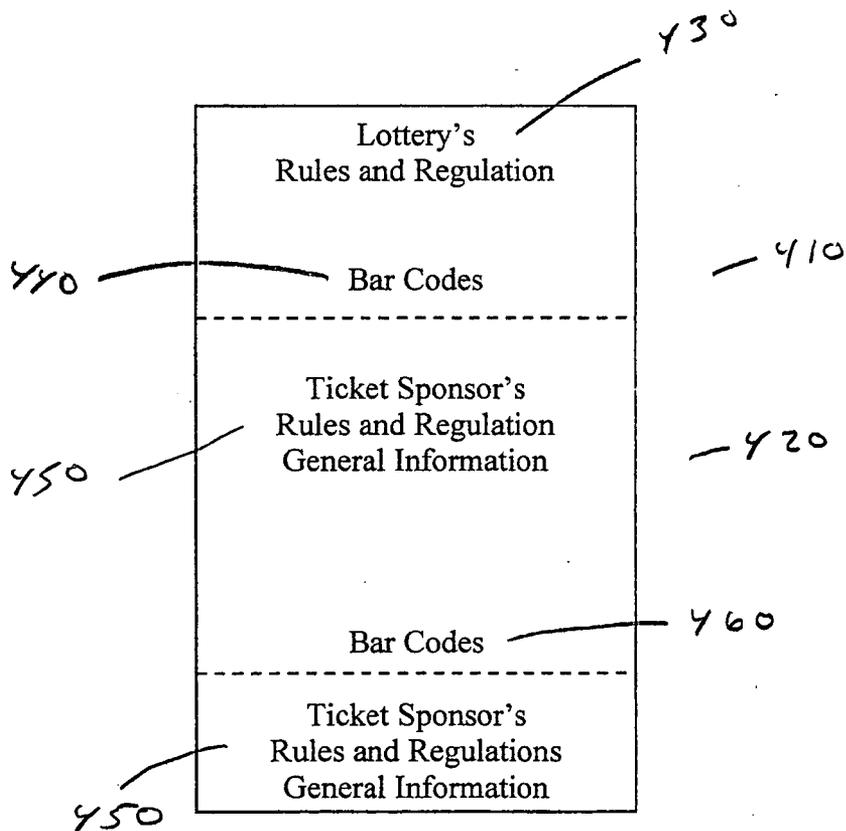 430
Lottery's
Rules and Regulation
410
440
Bar Codes
Ticket Sponsor's
Rules and Regulation
General Information
420
450
460
Bar Codes
Ticket Sponsor's
Rules and Regulations
General Information
450